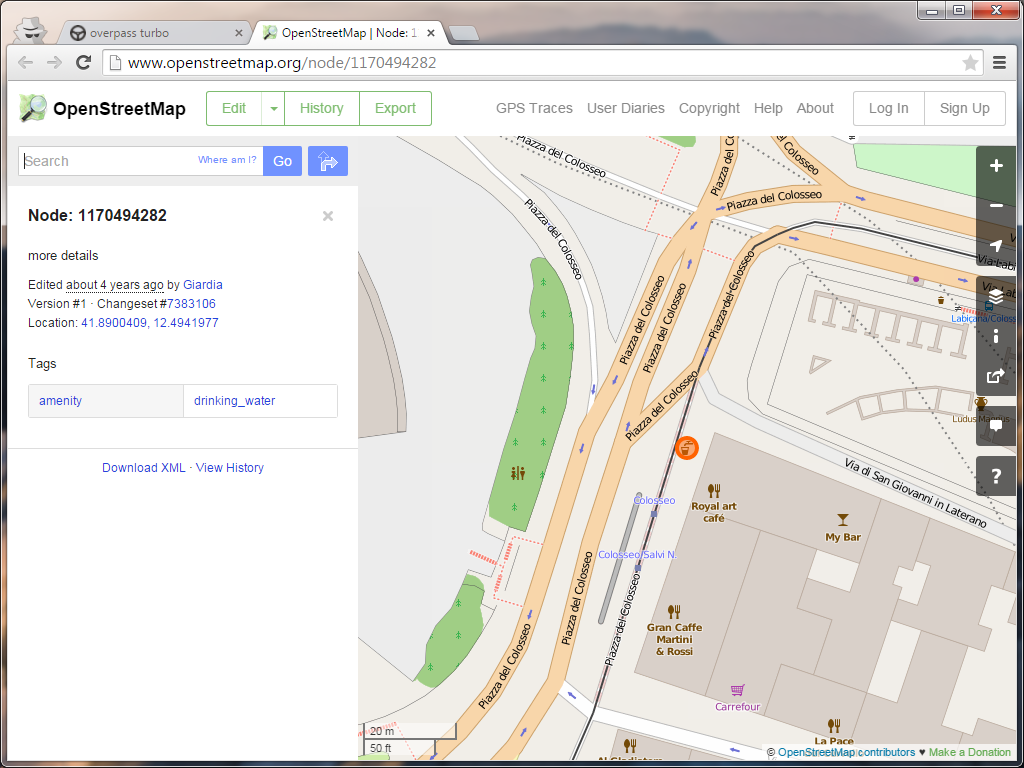 overpass turbo
OpenStreetMap | Node: 1
www.openstreetmap.org/node/1170494282
OpenStreetMap
Edit History Export
GPS Traces User Diaries Copyright Help About
Log In Sign Up
Search Where am I? Go
Node: 1170494282
more details
Edited about 4 years ago by Giardia
Version #1 · Changeset #7383106
Location: 41.8900409, 12.4941977
Tags
amenity drinking_water
Download XML · View History
Piazza del Colosseo
Piazza del Colosseo
Piazza del C
Colosseo
Piazza del Colosseo
Piazza del Colosseo
Piazza del Colosseo
Piazza del Colosseo
Piazza del Colosseo
Via Labi
Via Lab
Labicana/Coloss
Ludus Magnus
Via di San Giovanni in Laterano
Colosseo
Royal art
café
My Bar
Colosseo Salvi N.
Piazza del Colosseo
Piazza del Colosseo
Piazza del Colosseo
Gran Caffe
Martini
& Rossi
Carrefour
La Pace
Al Gladiatore
20 m
50 ft
© OpenStreetMap contributors ♥ Make a Donation